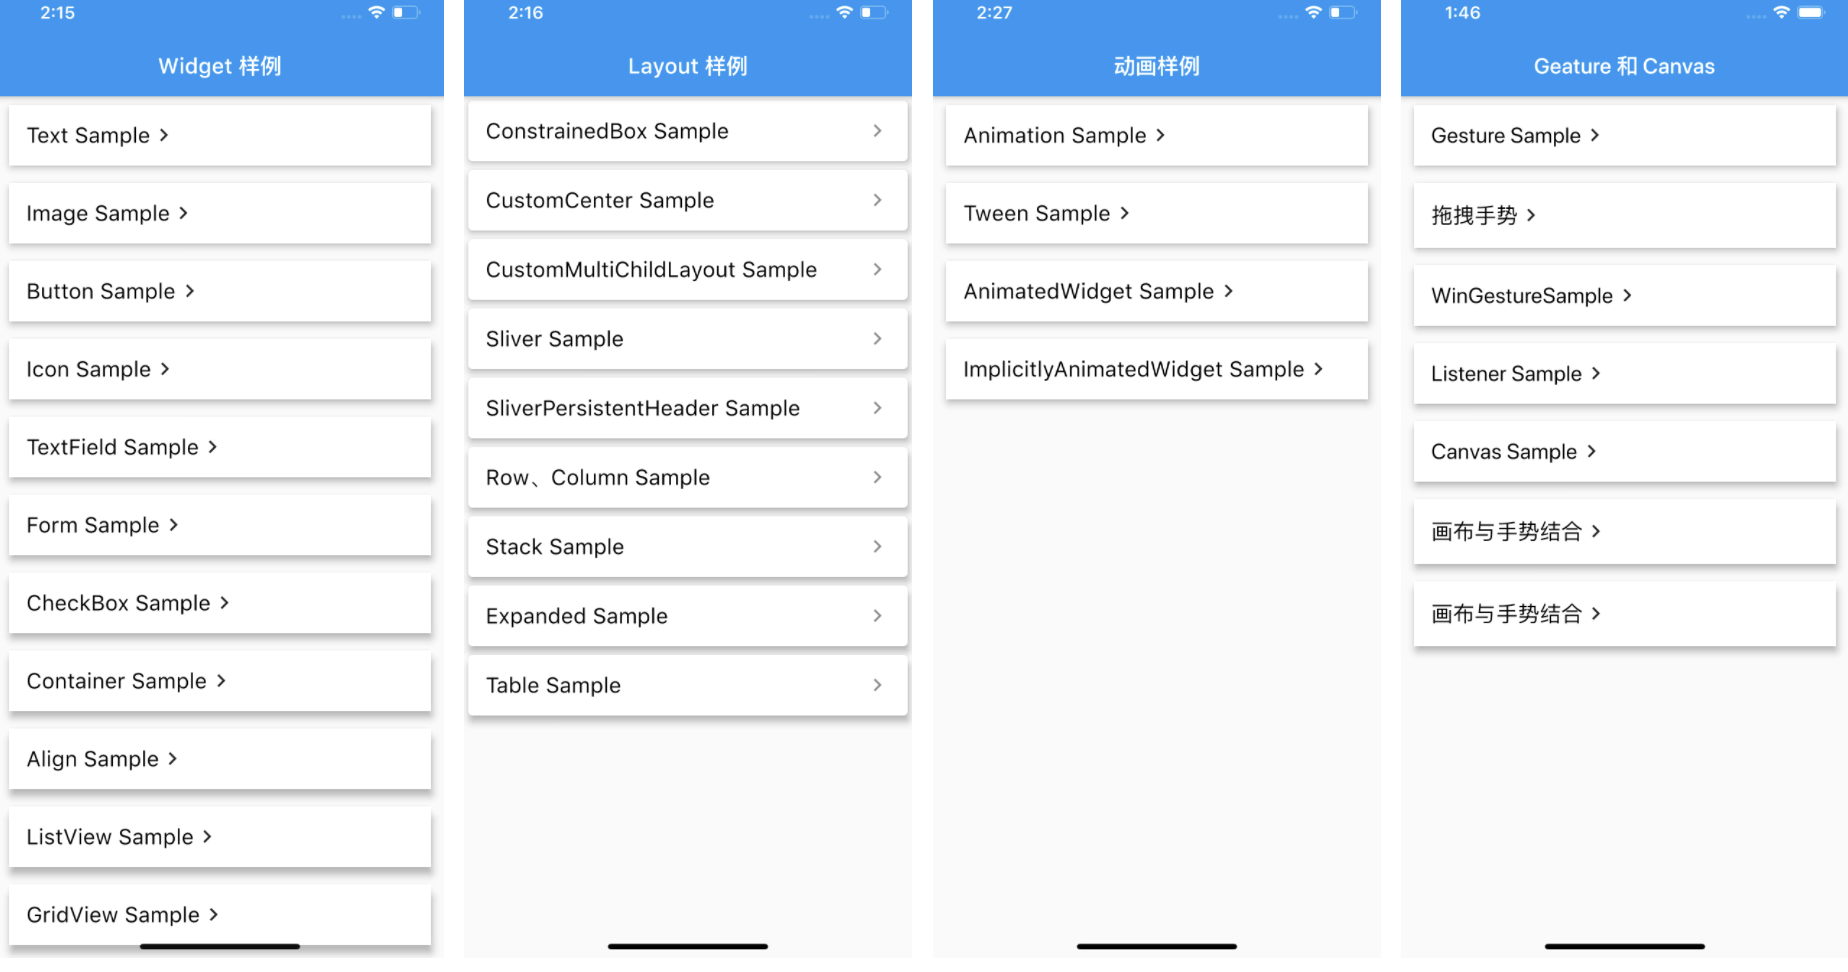 2:15
Widget 样例
Text Sample
Image Sample
Button Sample
Icon Sample
TextField Sample
Form Sample
CheckBox Sample
Container Sample
Align Sample
ListView Sample
GridView Sample
2:16
Layout 样例
ConstrainedBox Sample
CustomCenter Sample
CustomMultiChildLayout Sample
Sliver Sample
SliverPersistentHeader Sample
Row、Column Sample
Stack Sample
Expanded Sample
Table Sample
2:27
动画样例
Animation Sample
Tween Sample
AnimatedWidget Sample
ImplicitlyAnimatedWidget Sample
1:46
Geature 和 Canvas
Gesture Sample
拖拽手势
WinGestureSample
Listener Sample
Canvas Sample
画布与手势结合
画布与手势结合